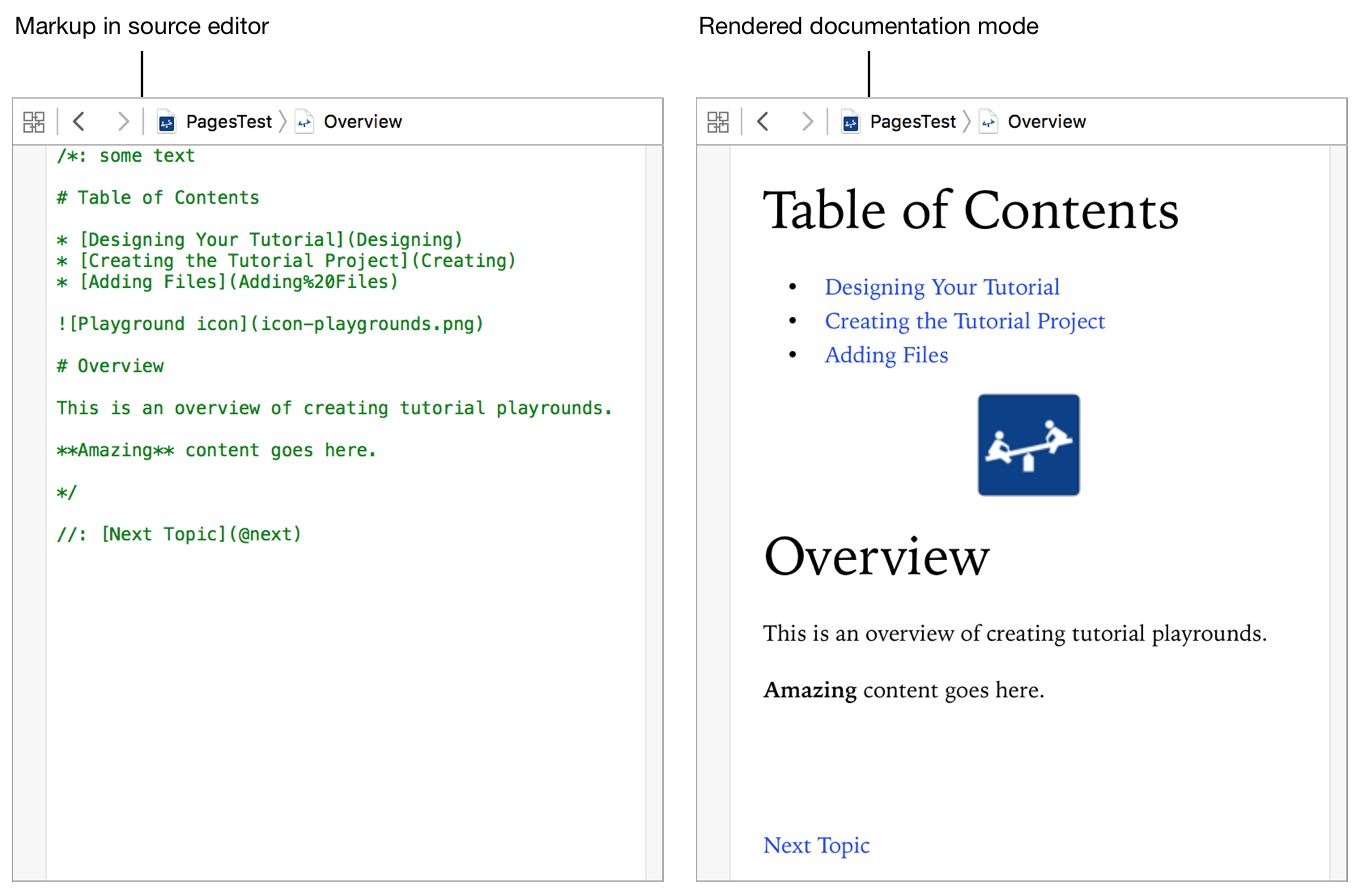 Markup in source editor
Rendered documentation mode
PagesTest
Overview
/*: some text
# Table of Contents
* [Designing Your Tutorial](Designing)
* [Creating the Tutorial Project](Creating)
* [Adding Files](Adding%20Files)
![Playground icon](icon-playgrounds.png)
# Overview
This is an overview of creating tutorial playrounds.
**Amazing** content goes here.
*/
//: [Next Topic](@next)
PagesTest
Overview
Table of Contents
• Designing Your Tutorial
• Creating the Tutorial Project
• Adding Files
Overview
This is an overview of creating tutorial playrounds.
Amazing content goes here.
Next Topic